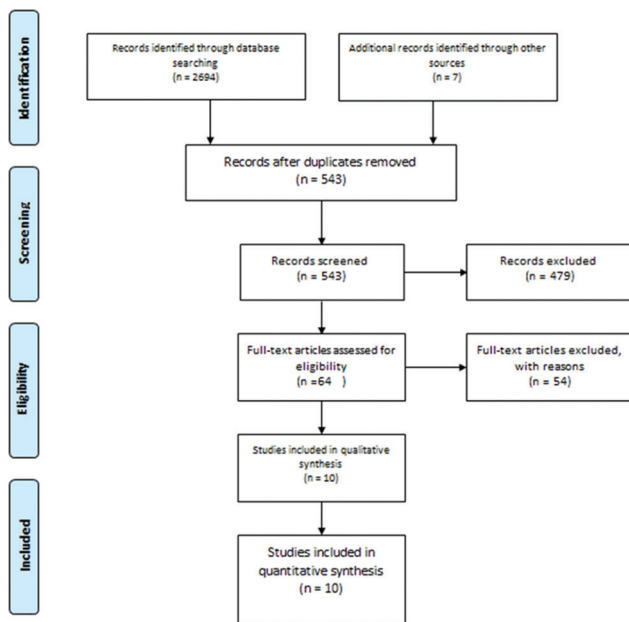 Identification
Records identified through database
searching
(n = 2694)
Additional records identified through other
sources
(n = 7)
Records after duplicates removed
(n = 543)
Screening
Records screened
(n = 543)
Records excluded
(n = 479)
Eligibility
Full-text articles assessed for
eligibility
(n =64   )
Full-text articles excluded,
with reasons
(n = 54)
Studies included in qualitative
synthesis
(n = 10)
Included
Studies included in
quantitative synthesis
(n = 10)